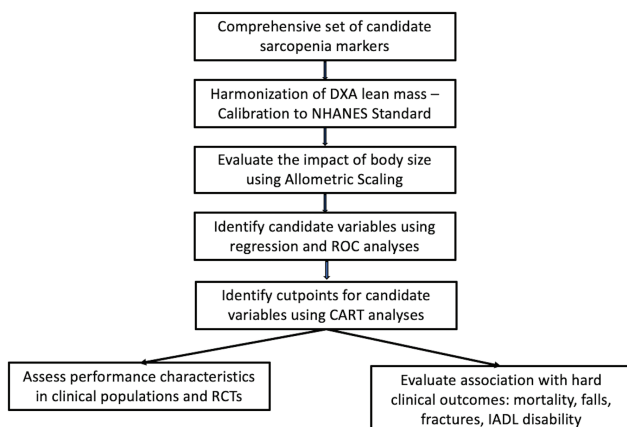 Comprehensive set of candidate
sarcopenia markers
Harmonization of DXA lean mass –
Calibration to NHANES Standard
Evaluate the impact of body size
using Allometric Scaling
Identify candidate variables using
regression and ROC analyses
Identify cutpoints for candidate
variables using CART analyses
Assess performance characteristics
in clinical populations and RCTs
Evaluate association with hard
clinical outcomes: mortality, falls,
fractures, IADL disability